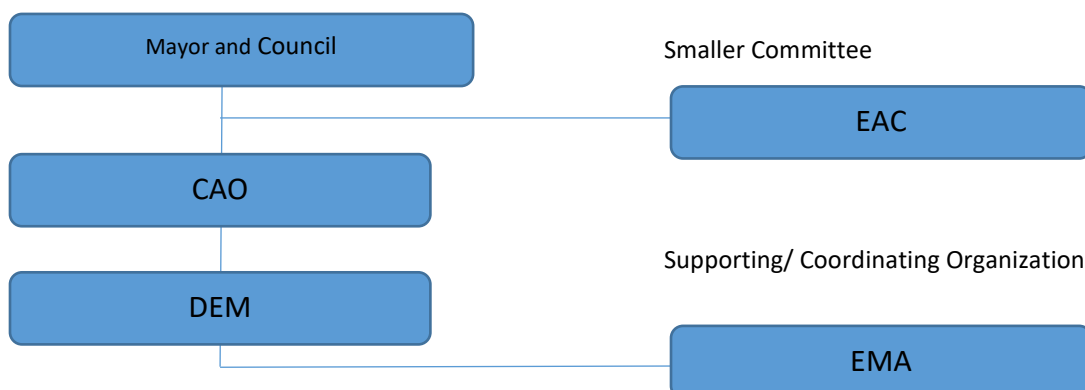 Mayor and Council
Smaller Committee
EAC
CAO
Supporting/ Coordinating Organization
DEM
EMA